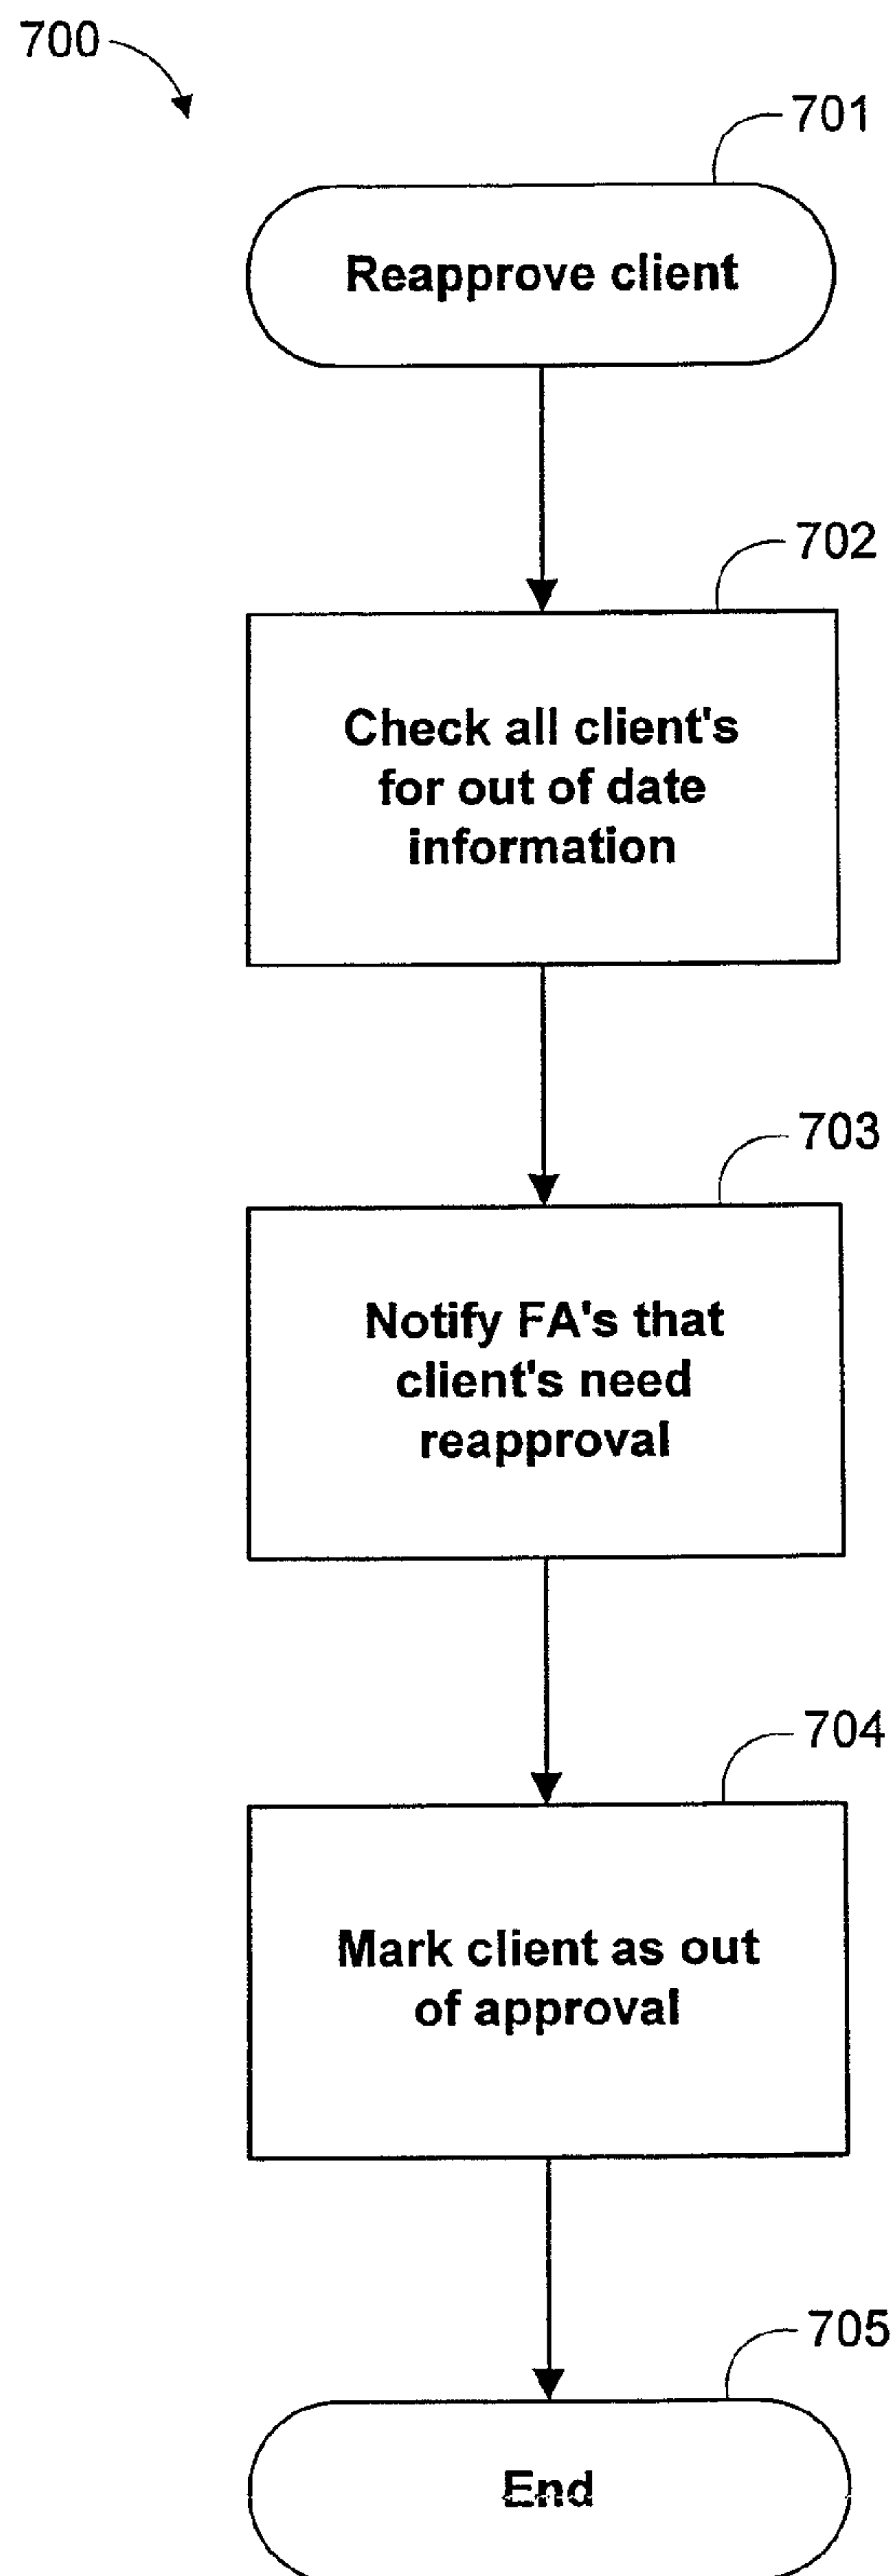 700
701
Reapprove client
702
Check all client's
for out of date
information
703
Notify FA's that
client's need
reapproval
704
Mark client as out
of approval
705
End